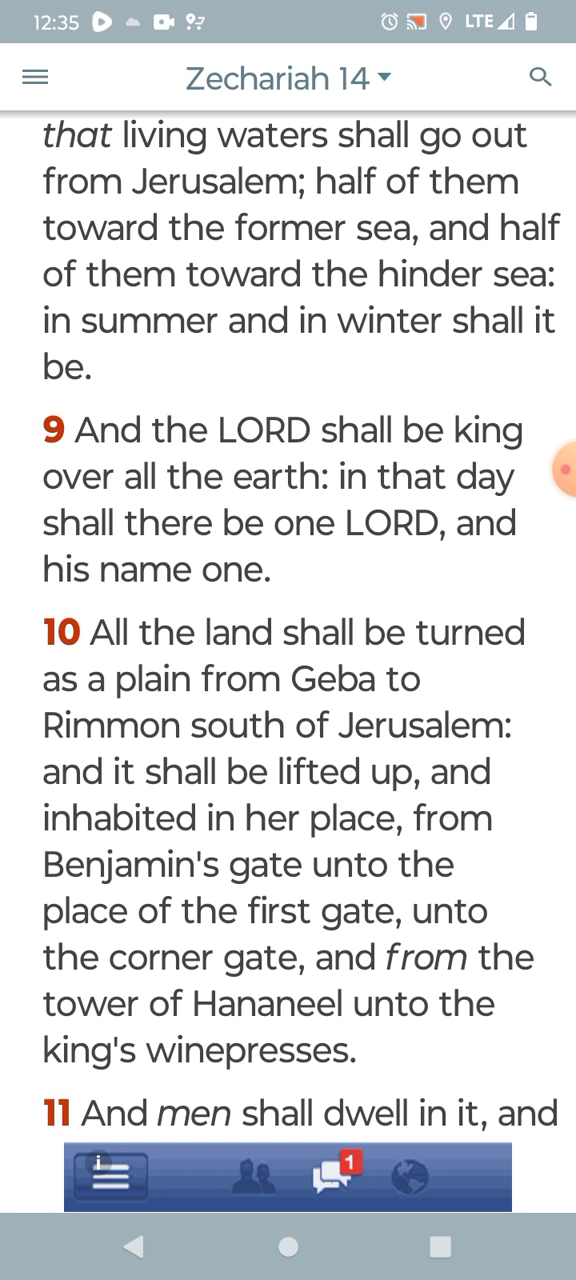 12:35
LTE
Zechariah 14
that living waters shall go out
from Jerusalem; half of them
toward the former sea, and half
of them toward the hinder sea:
in summer and in winter shall it
be.
9 And the LORD shall be king
over all the earth: in that day
shall there be one LORD, and
his name one.
10 All the land shall be turned
as a plain from Geba to
Rimmon south of Jerusalem:
and it shall be lifted up, and
inhabited in her place, from
Benjamin's gate unto the
place of the first gate, unto
the corner gate, and from the
tower of Hananeel unto the
king's winepresses.
11 And men shall dwell in it, and
i
1